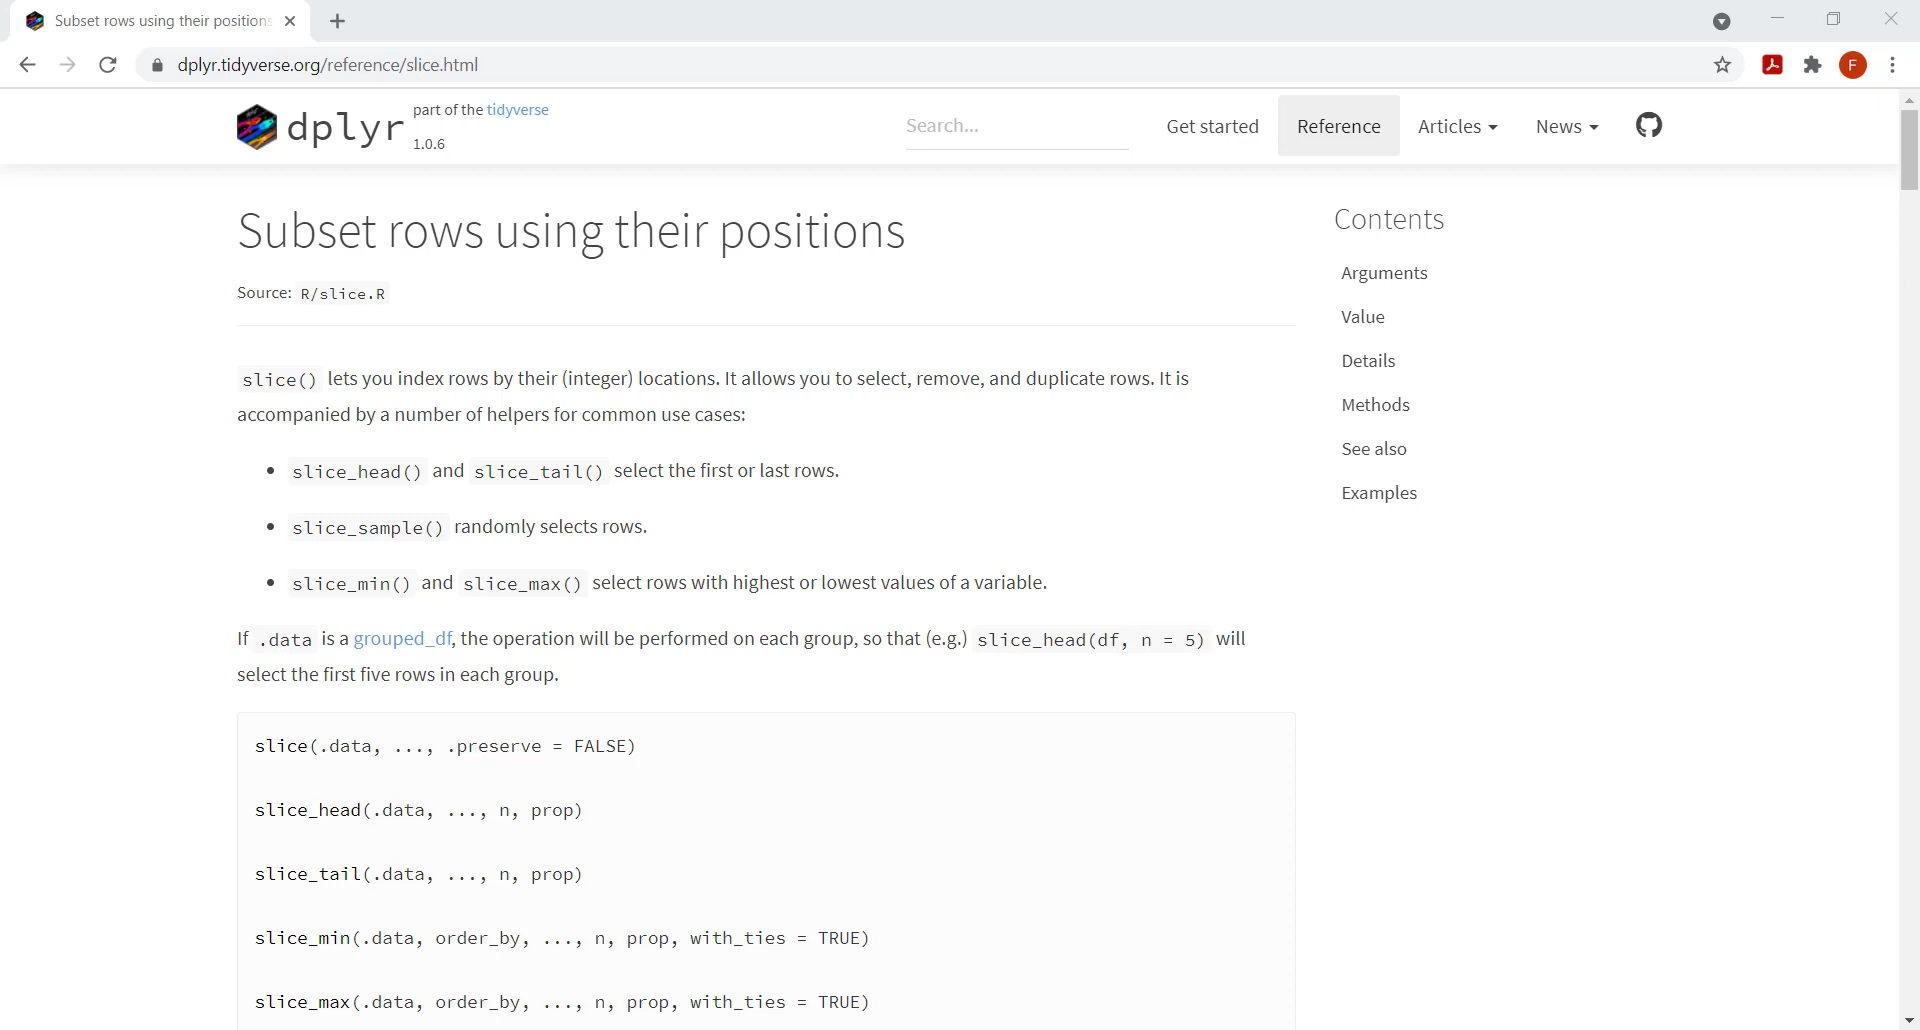 Subset rows using their positions
dplyr.tidyverse.org/reference/slice.html
F
dplyr
part of the tidyverse
1.0.6
Search...
Get started
Reference
Articles
News
Subset rows using their positions
Source: R/slice.R
slice() lets you index rows by their (integer) locations. It allows you to select, remove, and duplicate rows. It is
accompanied by a number of helpers for common use cases:
• slice_head() and slice_tail() select the first or last rows.
• slice_sample() randomly selects rows.
• slice_min() and slice_max() select rows with highest or lowest values of a variable.
If .data is a grouped_df, the operation will be performed on each group, so that (e.g.) slice_head(df, n = 5) will
select the first five rows in each group.
slice(.data, ..., .preserve = FALSE)
slice_head(.data, ..., n, prop)
slice_tail(.data, ..., n, prop)
slice_min(.data, order_by, ..., n, prop, with_ties = TRUE)
slice_max(.data, order_by, ..., n, prop, with_ties = TRUE)
Contents
Arguments
Value
Details
Methods
See also
Examples